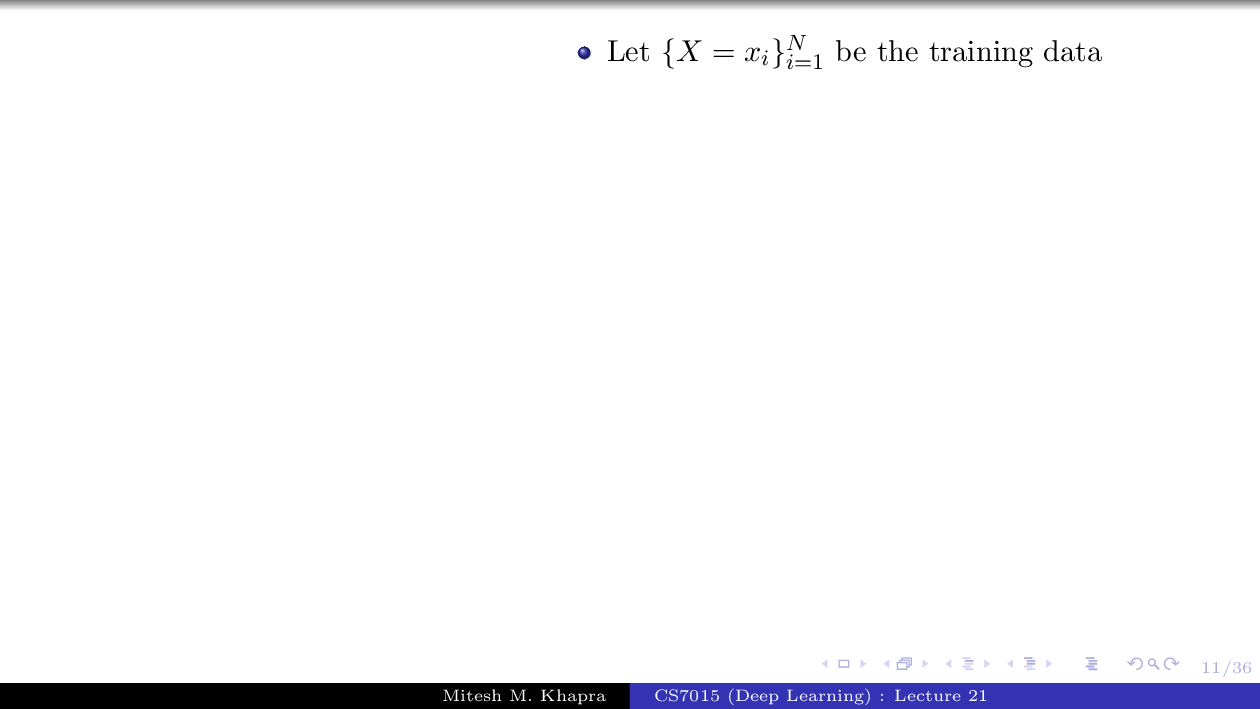 Let {X = x_i}_{i=1}^N be the training data
11/36
Mitesh M. Khapra
CS7015 (Deep Learning) : Lecture 21